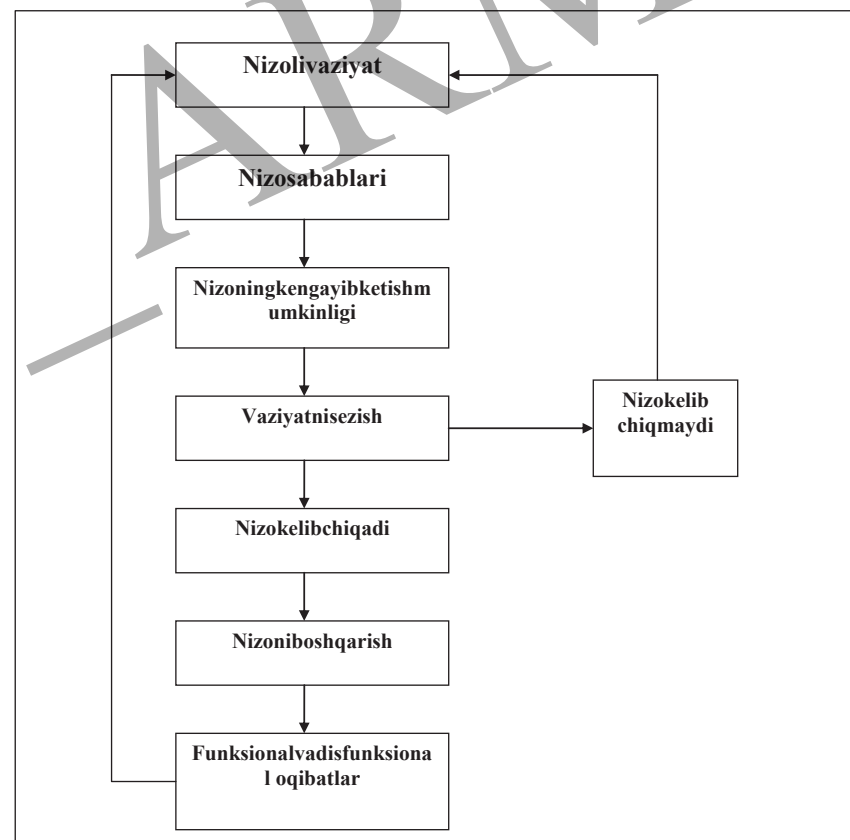 Nizolivaziyat
Nizosabablari
Nizoningkengayibketishm
umkinligi
Vaziyatnisezish
Nizokelib
chiqmaydi
Nizokelibchiqadi
Nizoniboshqarish
Funksionalvadisfunksiona
l oqibatlar